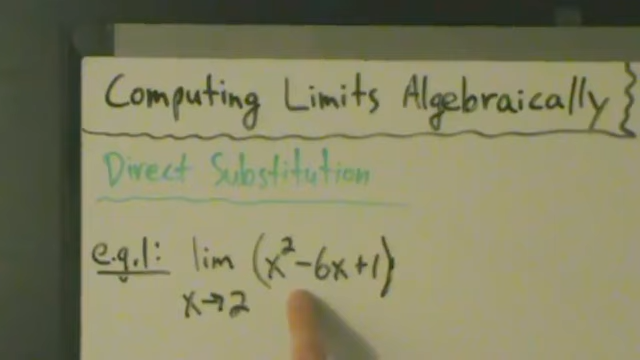 Computing Limits Algebraically
Direct Substitution
e.g.1: lim (x²-6x+1)
x→2